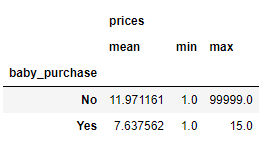 prices
mean min max
baby_purchase
No 11.971161 1.0 99999.0
Yes 7.637562 1.0 15.0